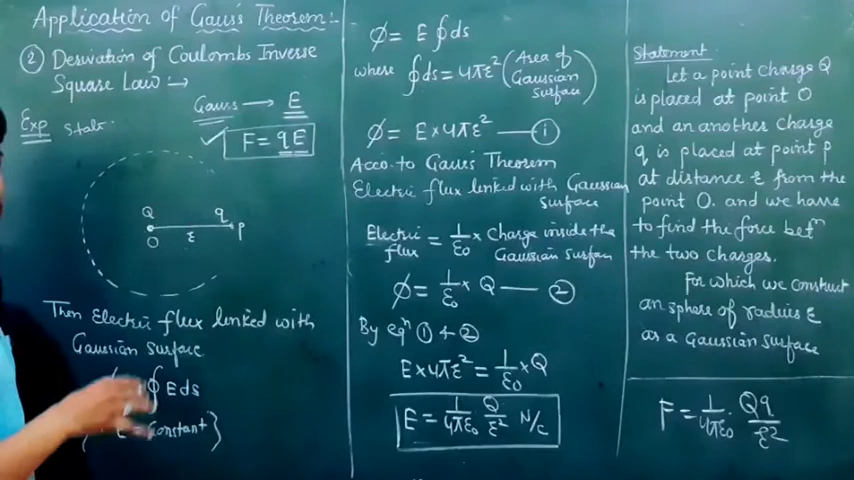 Application of Gauss Theorem:-
② Derivation of Coulombs Inverse
Square Law :→
Gauss → E
Exp State
✓ F = qE
Q
q
O
r
P
Then Electric flux linked with
Gaussian surface
∮ E ds
Constant
ϕ = E ∮ds
where ∮ds = 4πr² (Area of
Gaussian
surface)
ϕ = E × 4πr² — ①
Acco. to Gauss Theorem
Electric flux linked with Gaussian
surface
Electric flux = 1/ε₀ × Charge inside the
Gaussian surfan
ϕ = 1/ε₀ × Q — ②
By eqⁿ ① + ②
E × 4πr² = 1/ε₀ × Q
E = 1/4πε₀ Q/r² N/C
Statement
Let a point charge Q
is placed at point O
and an another charge
q is placed at point P
at distance r from the
point O. and we have
to find the force betⁿ
the two charges.
For which we construct
an sphere of radius r
as a Gaussian surface
F = 1/4πε₀ · Qq/r²